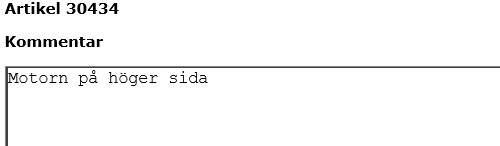 Artikel 30434
Kommentar
Motorn på höger sida